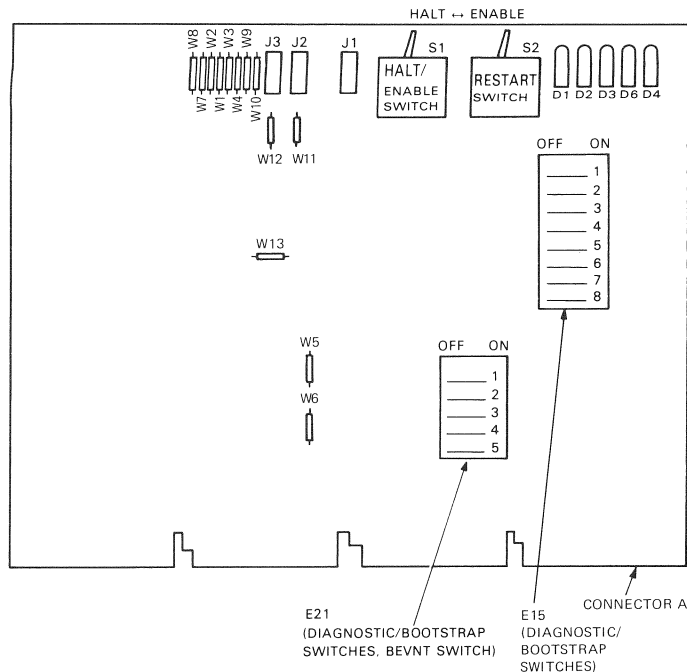 HALT ↔ ENABLE
W8
W2
W3
W9
W7
W1
W4
W10
J3
J2
J1
S1
S2
HALT/
ENABLE
SWITCH
RESTART
SWITCH
D1 D2 D3 D6 D4
W12
W11
OFF ON
1
2
3
4
5
6
7
8
W13
W5
W6
OFF ON
1
2
3
4
5
CONNECTOR A
E21
(DIAGNOSTIC/BOOTSTRAP
SWITCHES, BEVNT SWITCH)
E15
(DIAGNOSTIC/
BOOTSTRAP
SWITCHES)